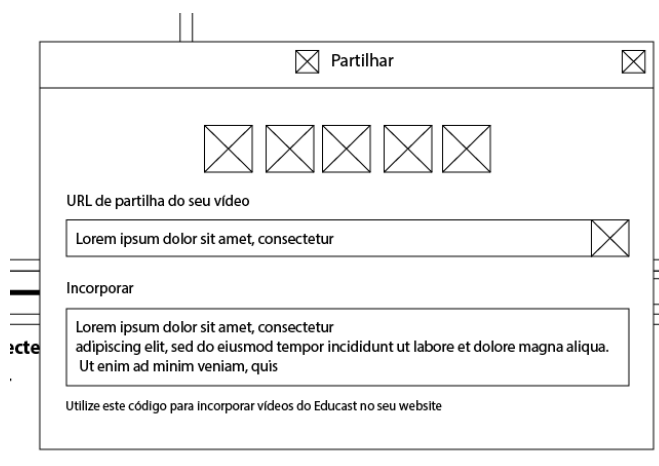 Partilhar
URL de partilha do seu vídeo
Lorem ipsum dolor sit amet, consectetur
Incorporar
Lorem ipsum dolor sit amet, consectetur
adipiscing elit, sed do eiusmod tempor incididunt ut labore et dolore magna aliqua.
Ut enim ad minim veniam, quis
Utilize este código para incorporar vídeos do Educast no seu website